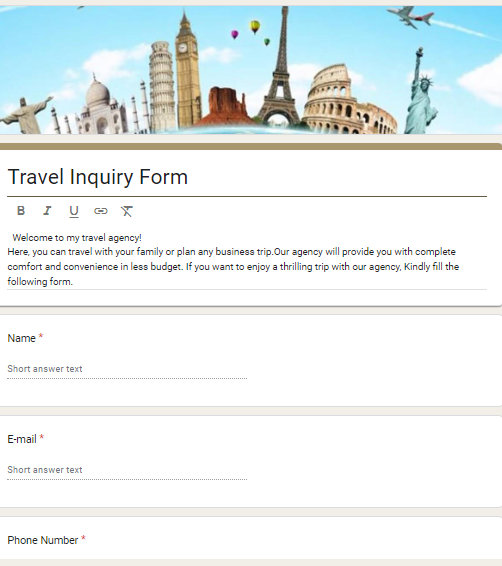 Travel Inquiry Form
B I U
Welcome to my travel agency!
Here, you can travel with your family or plan any business trip.Our agency will provide you with complete
comfort and convenience in less budget. If you want to enjoy a thrilling trip with our agency, Kindly fill the
following form.
Name *
Short answer text
E-mail *
Short answer text
Phone Number *